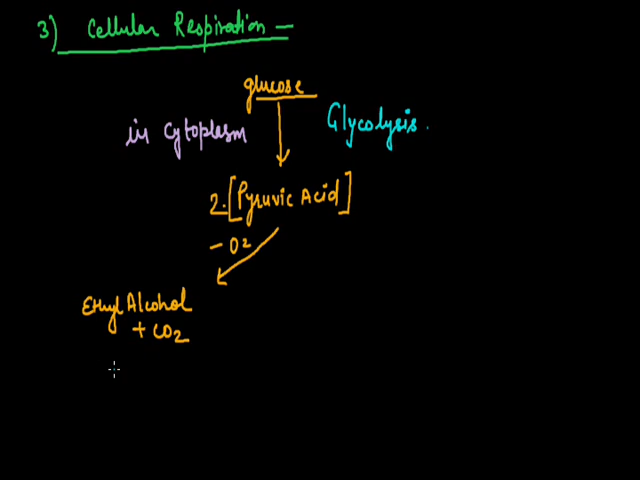 3) Cellular Respiration -
glucose
in Cytoplasm
Glycolysis.
2.[Pyruvic Acid]
- O2
Ethyl Alcohol
+ CO2